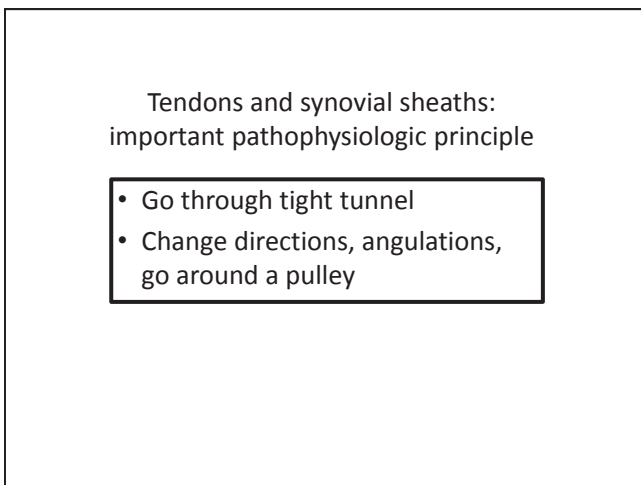 Tendons and synovial sheaths:
important pathophysiologic principle
• Go through tight tunnel
• Change directions, angulations,
go around a pulley